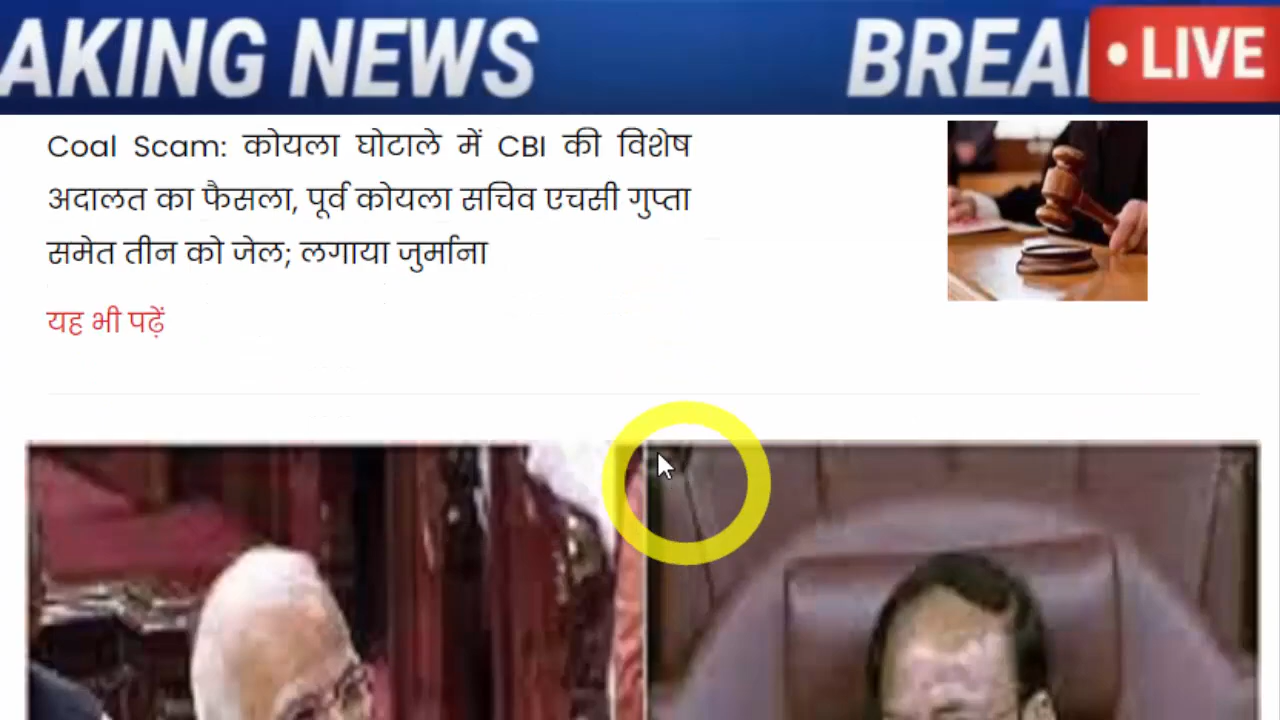 AKING NEWS BREA
• LIVE
Coal Scam: कोयला घोटाले में CBI की विशेष
अदालत का फैसला, पूर्व कोयला सचिव एचसी गुप्ता
समेत तीन को जेल; लगाया जुर्माना
यह भी पढ़ें